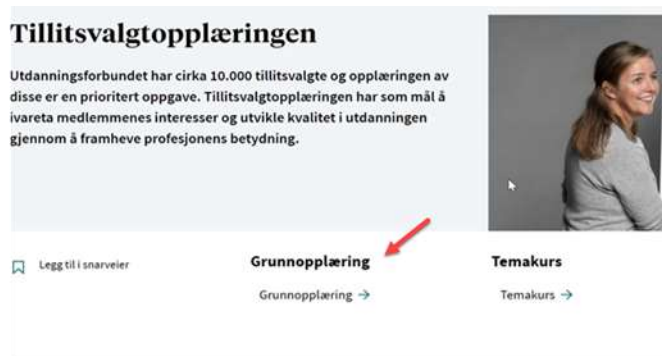 Tillitsvalgtopplæringen
Utdanningsforbundet har cirka 10.000 tillitsvalgte og opplæringen av
disse er en prioritert oppgave. Tillitsvalgtopplæringen har som mål å
ivareta medlemmenes interesser og utvikle kvalitet i utdanningen
gjennom å framheve profesjonens betydning.
Legg til i snarveier
Grunnopplæring
Grunnopplæring →
Temakurs
Temakurs →